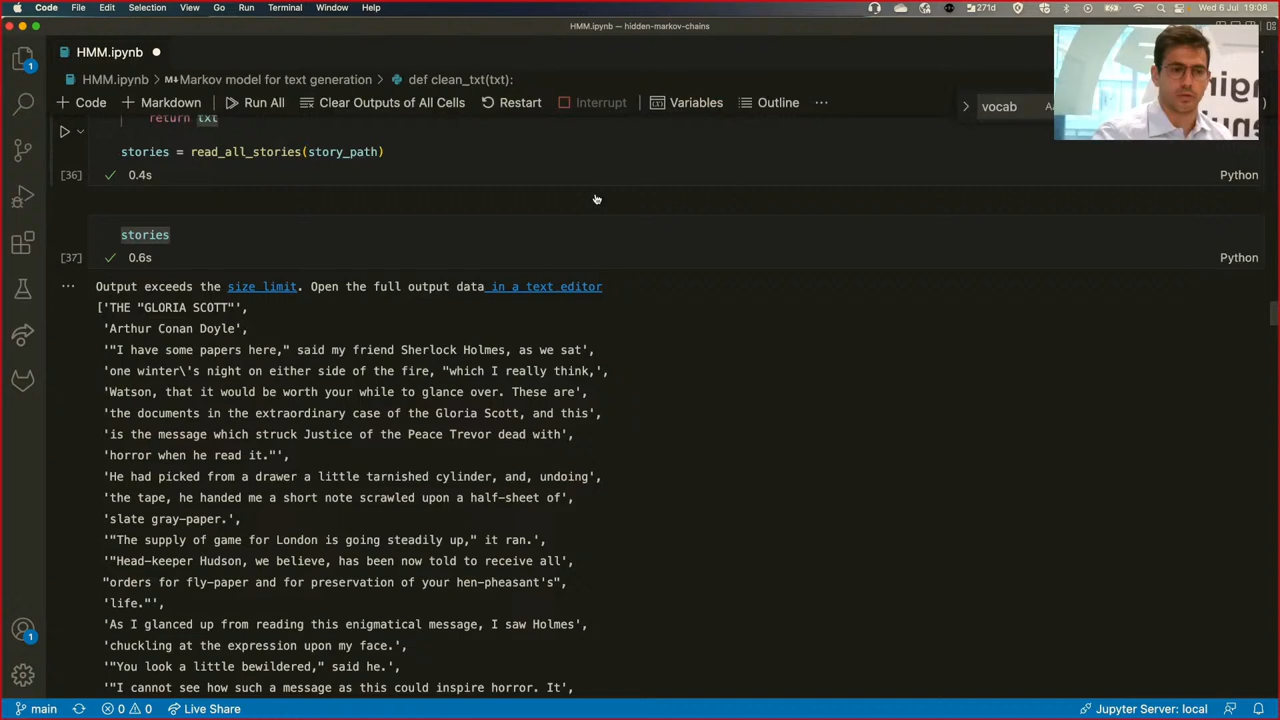 Code File Edit Selection View Go Run Terminal Window Help 271d Wed 6 Jul 19:08
HMM.ipynb — hidden-markov-chains
HMM.ipynb
HMM.ipynb > Markov model for text generation > def clean_txt(txt):
+ Code + Markdown Run All Clear Outputs of All Cells Restart Interrupt Variables Outline ... > vocab
return txt
stories = read_all_stories(story_path)
[36] 0.4s Python
stories
[37] 0.6s Python
... Output exceeds the size limit. Open the full output data in a text editor
['THE "GLORIA SCOTT"',
'Arthur Conan Doyle',
'"I have some papers here," said my friend Sherlock Holmes, as we sat',
'one winter\'s night on either side of the fire, "which I really think,',
'Watson, that it would be worth your while to glance over. These are',
'the documents in the extraordinary case of the Gloria Scott, and this',
'is the message which struck Justice of the Peace Trevor dead with',
'horror when he read it."',
'He had picked from a drawer a little tarnished cylinder, and, undoing',
'the tape, he handed me a short note scrawled upon a half-sheet of',
'slate gray-paper.',
'"The supply of game for London is going steadily up," it ran.',
'"Head-keeper Hudson, we believe, has been now told to receive all',
"orders for fly-paper and for preservation of your hen-pheasant's",
'life."',
'As I glanced up from reading this enigmatical message, I saw Holmes',
'chuckling at the expression upon my face.',
'"You look a little bewildered," said he.',
'"I cannot see how such a message as this could inspire horror. It',
1
1
main 0 0 Live Share Jupyter Server: local